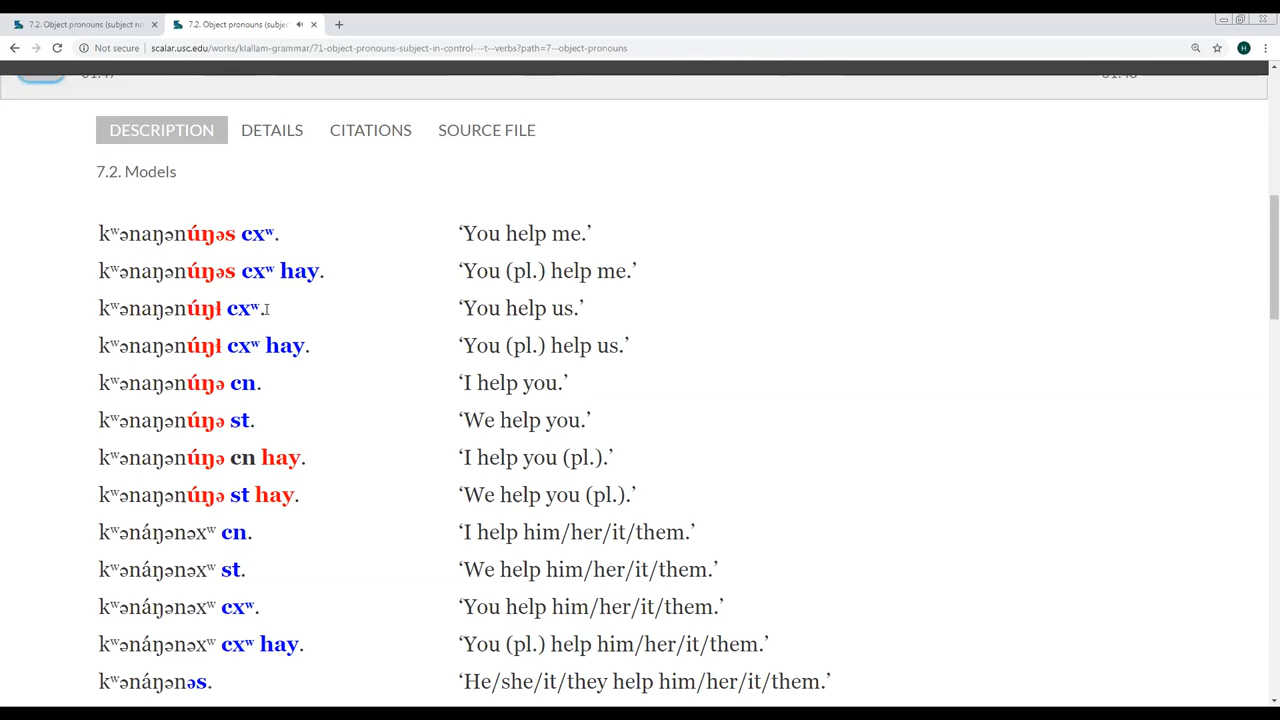 7.2. Object pronouns (subject no
7.2. Object pronouns (subjec
Not secure | scalar.usc.edu/works/klallam-grammar/71-object-pronouns-subject-in-control---t--verbs?path=7--object-pronouns
H
DESCRIPTION DETAILS CITATIONS SOURCE FILE
7.2. Models
kʷənaŋənúŋəs cxʷ. ‘You help me.’
kʷənaŋənúŋəs cxʷ hay. ‘You (pl.) help me.’
kʷənaŋənúŋɫ cxʷ. ‘You help us.’
kʷənaŋənúŋɫ cxʷ hay. ‘You (pl.) help us.’
kʷənaŋənúŋə cn. ‘I help you.’
kʷənaŋənúŋə st. ‘We help you.’
kʷənaŋənúŋə cn hay. ‘I help you (pl.).’
kʷənaŋənúŋə st hay. ‘We help you (pl.).’
kʷənáŋənəxʷ cn. ‘I help him/her/it/them.’
kʷənáŋənəxʷ st. ‘We help him/her/it/them.’
kʷənáŋənəxʷ cxʷ. ‘You help him/her/it/them.’
kʷənáŋənəxʷ cxʷ hay. ‘You (pl.) help him/her/it/them.’
kʷənáŋənəs. ‘He/she/it/they help him/her/it/them.’